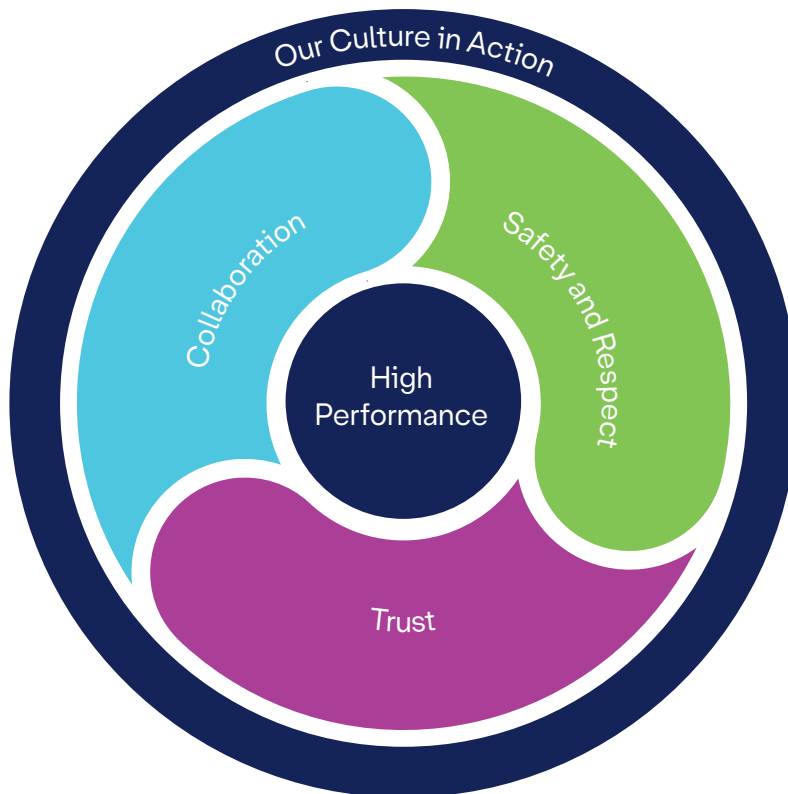 Our Culture in Action
Collaboration
Safety and Respect
High
Performance
Trust